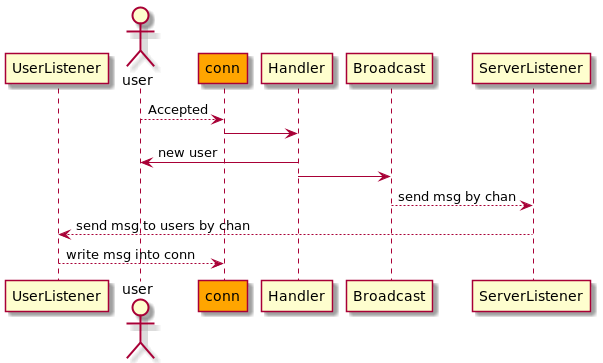 UserListener
user
conn
Handler
Broadcast
ServerListener
Accepted
new user
send msg by chan
send msg to users by chan
write msg into conn
UserListener
user
conn
Handler
Broadcast
ServerListener